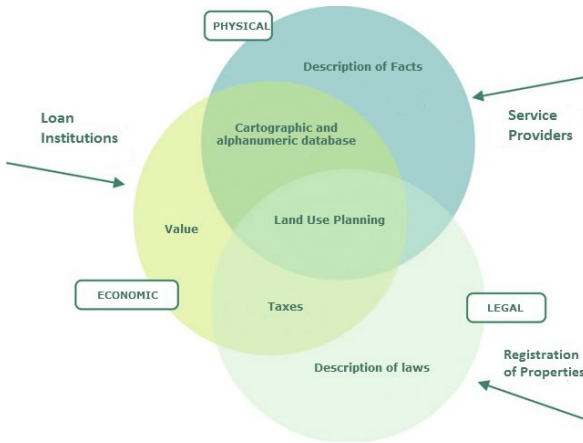 PHYSICAL
Description of Facts
Loan
Institutions
Service
Providers
Cartographic and
alphanumeric database
Value
Land Use Planning
ECONOMIC
Taxes
LEGAL
Description of laws
Registration
of Properties